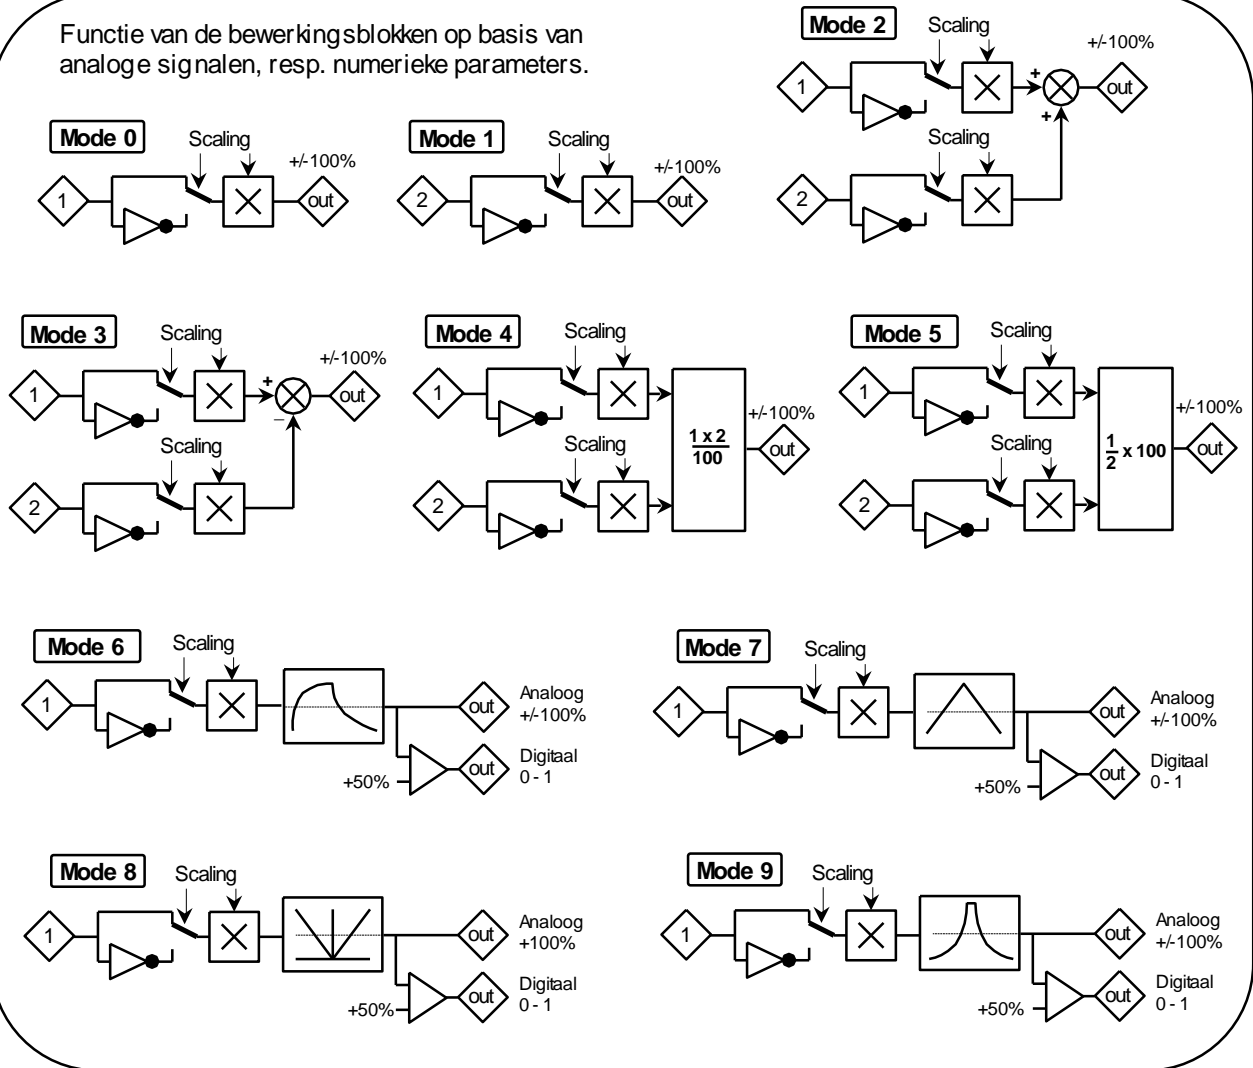 Functie van de bewerkingsblokken op basis van
analoge signalen, resp. numerieke parameters.
Mode 0
Scaling
+/-100%
1
out
Mode 1
Scaling
+/-100%
2
out
Mode 2
Scaling
+/-100%
1
+
out
+
Scaling
2
Mode 3
Scaling
+/-100%
1
+
out
–
Scaling
2
Mode 4
Scaling
1
+/-100%
1 x 2
100
out
Scaling
2
Mode 5
Scaling
1
+/-100%
1
2
x 100
out
Scaling
2
Mode 6
Scaling
1
out
Analoog
+/-100%
+50%
out
Digitaal
0 - 1
Mode 7
Scaling
1
out
Analoog
+/-100%
+50%
out
Digitaal
0 - 1
Mode 8
Scaling
1
out
Analoog
+100%
+50%
out
Digitaal
0 - 1
Mode 9
Scaling
1
out
Analoog
+/-100%
+50%
out
Digitaal
0 - 1